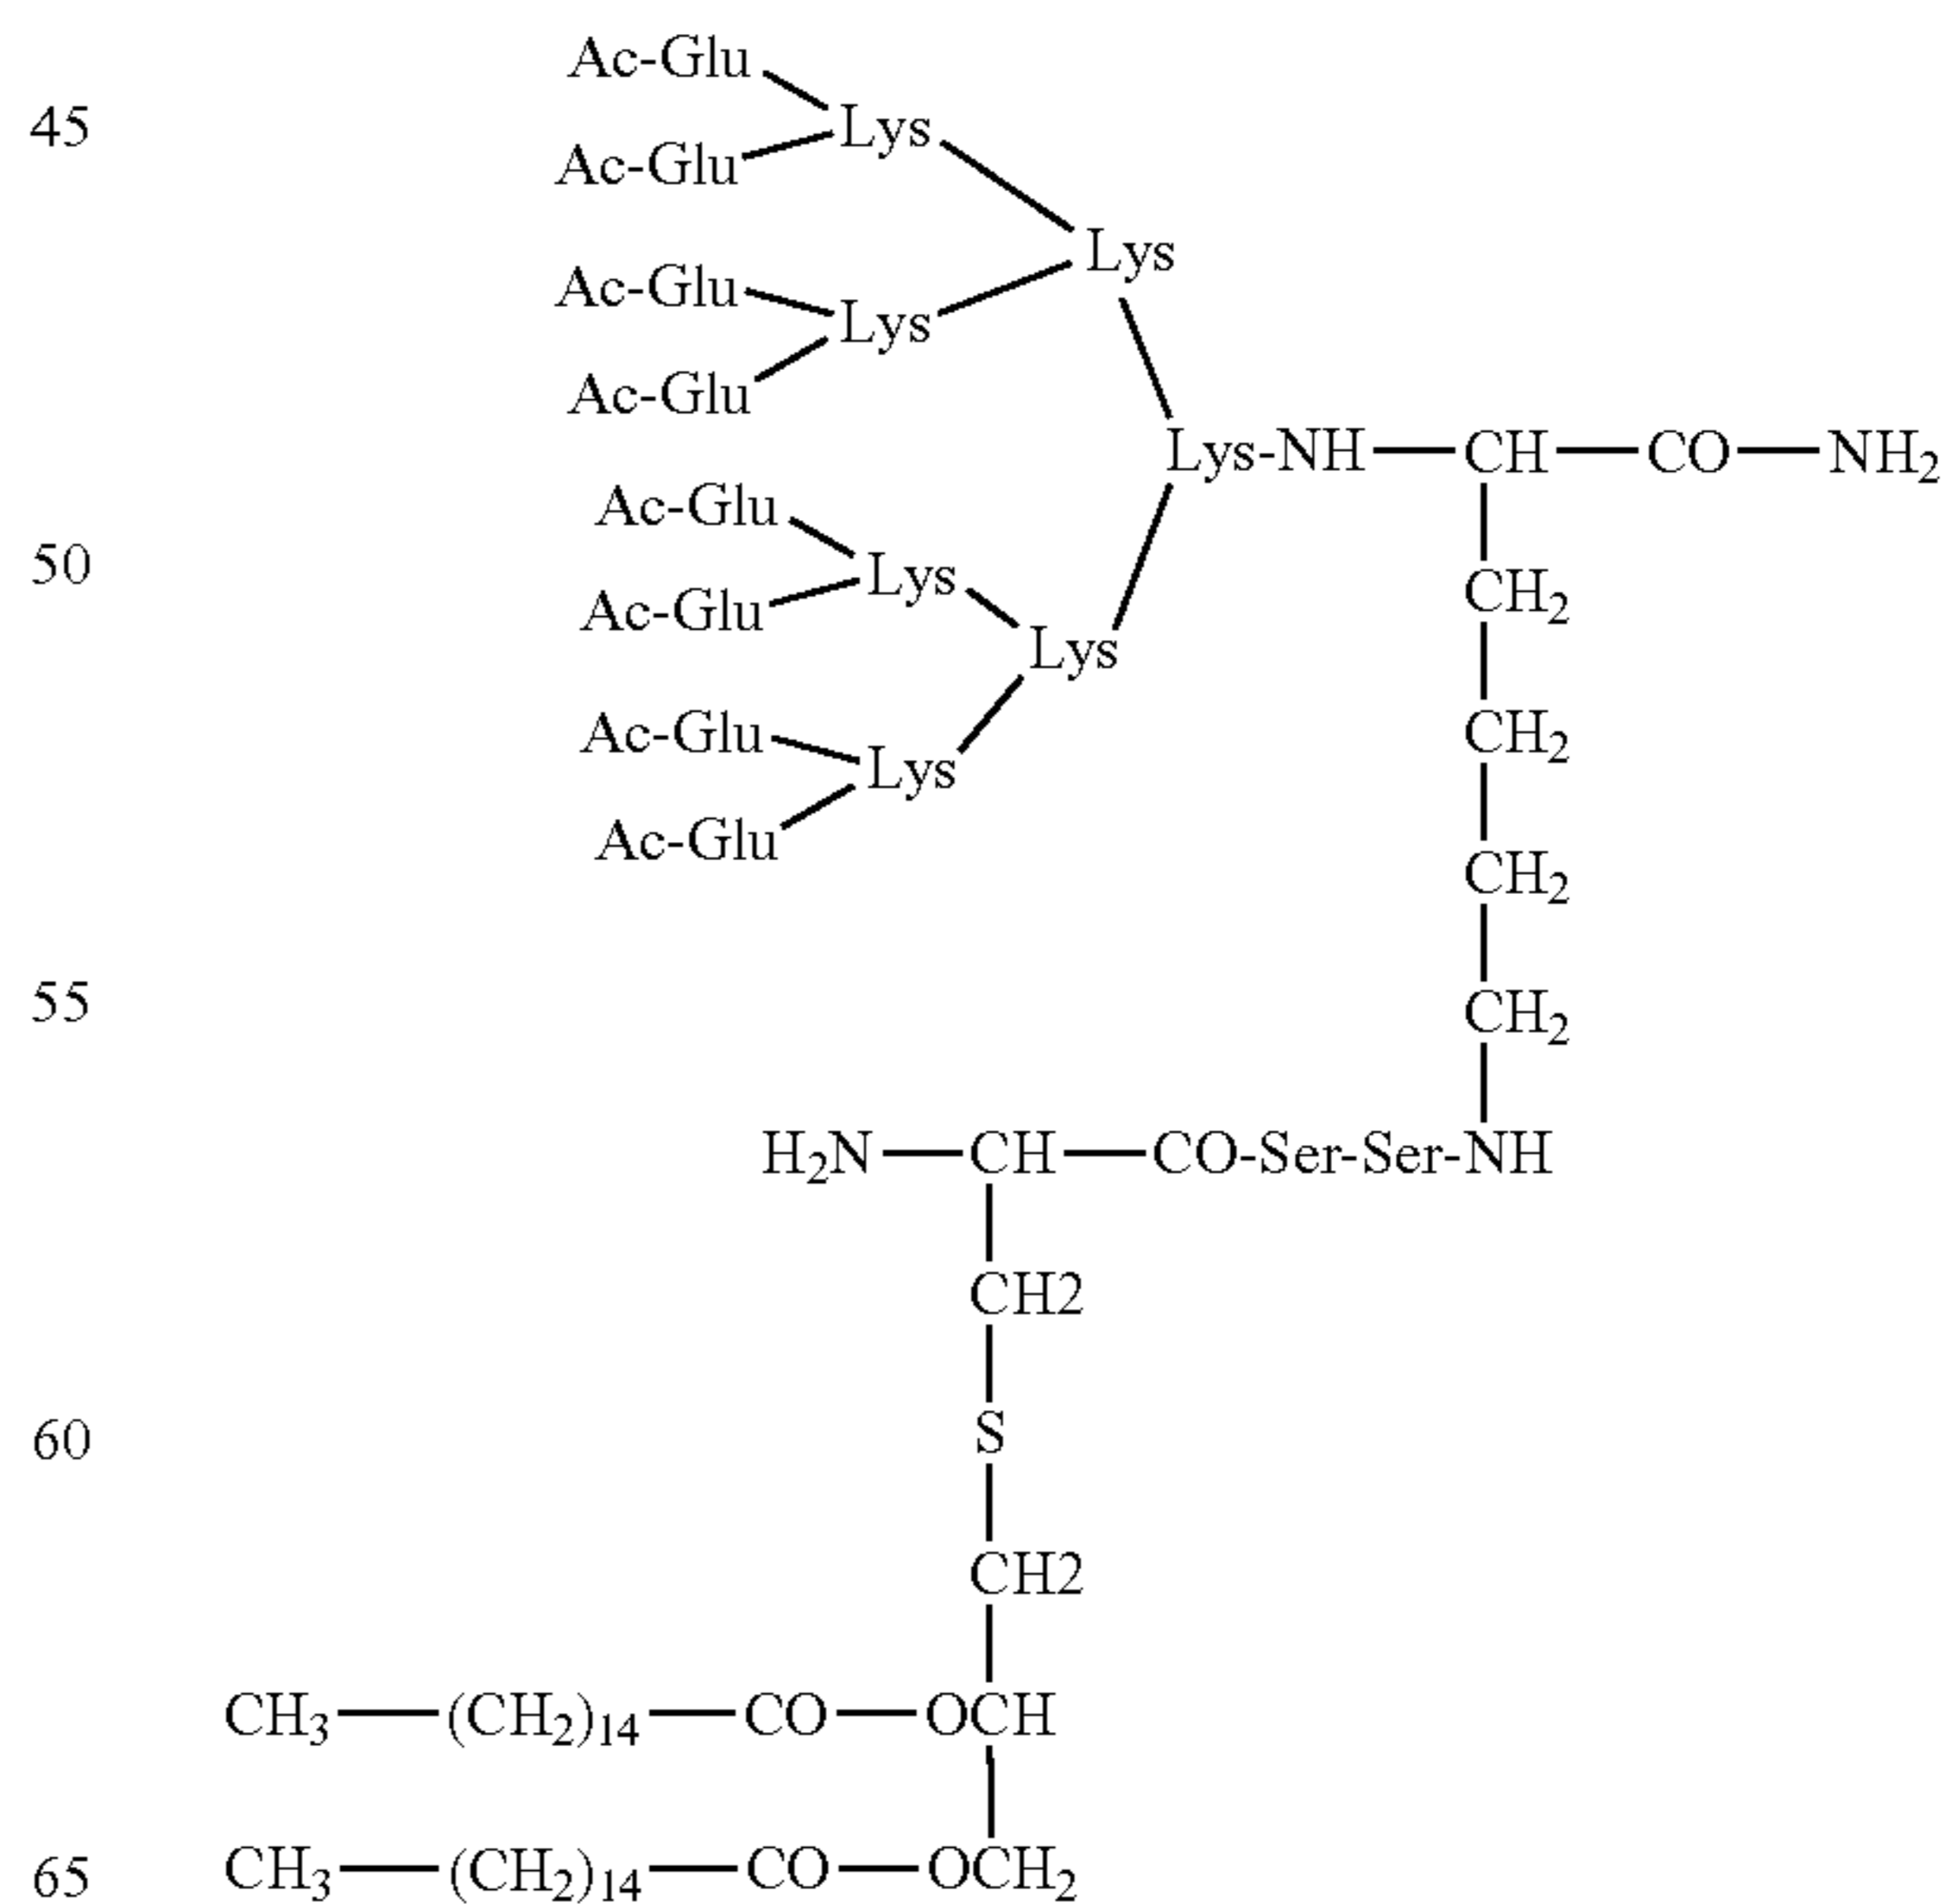 Ac-Glu
45 Lys
Ac-Glu
Lys
Ac-Glu
Lys
Ac-Glu
Lys-NH CH CO NH2
Ac-Glu
50 Lys CH2
Ac-Glu
Lys
Ac-Glu CH2
Lys
Ac-Glu
CH2
55 CH2
H2N CH CO-Ser-Ser-NH
CH2
60 S
CH2
CH3 (CH2)14 CO OCH
65 CH3 (CH2)14 CO OCH2